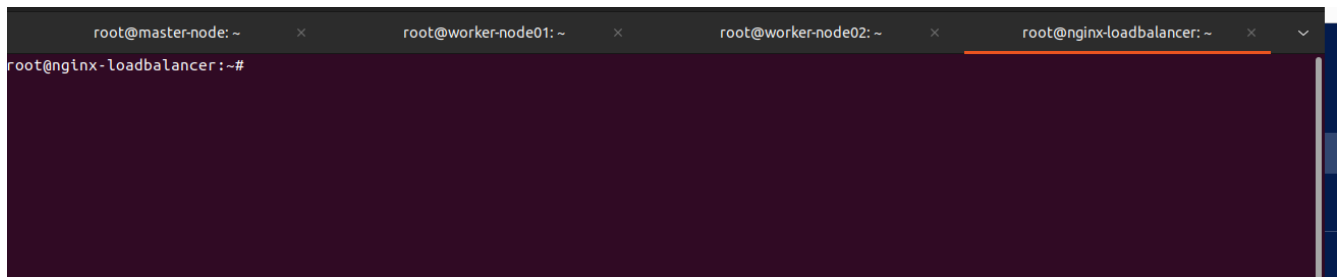 root@master-node: ~ × root@worker-node01: ~ × root@worker-node02: ~ × root@nginx-loadbalancer: ~ ×
root@nginx-loadbalancer:~#